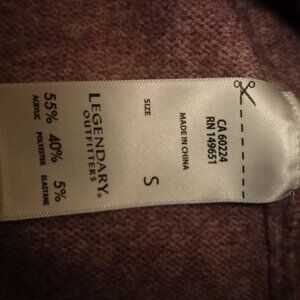 CA 60224
RN 149651
MADE IN CHINA
SIZE
S
LEGENDARY®
OUTFITTERS
55% 40% 5%
ACRYLIC POLYESTER ELASTANE